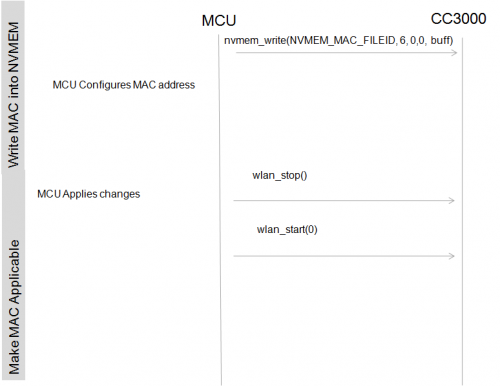 MCU
CC3000
nvmem_write(NVMEM_MAC_FILEID, 6, 0,0, buff)
MCU Configures MAC address
Write MAC into NVMEM
wlan_stop()
MCU Applies changes
wlan_start(0)
Make MAC Applicable